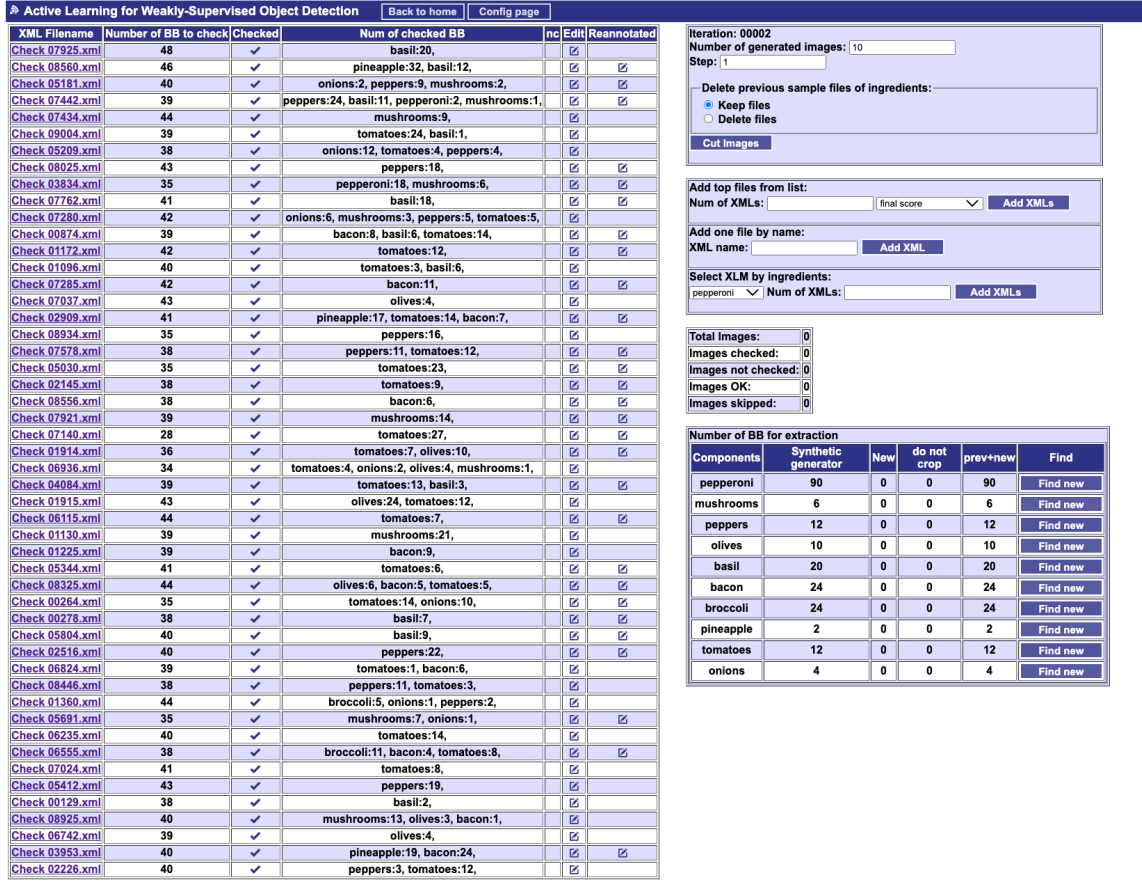 Active Learning for Weakly-Supervised Object Detection Back to home Config page
XML Filename Number of BB to check Checked Num of checked BB nc Edit Reannotated
Check 07925.xml 48 basil:20,
Check 08560.xml 46 pineapple:32, basil:12,
Check 05181.xml 40 onions:2, peppers:9, mushrooms:2,
Check 07442.xml 39 peppers:24, basil:11, pepperoni:2, mushrooms:1,
Check 07434.xml 44 mushrooms:9,
Check 09004.xml 39 tomatoes:24, basil:1,
Check 05209.xml 38 onions:12, tomatoes:4, peppers:4,
Check 08025.xml 43 peppers:18,
Check 03834.xml 35 pepperoni:18, mushrooms:6,
Check 07762.xml 41 basil:18,
Check 07280.xml 42 onions:6, mushrooms:3, peppers:5, tomatoes:5,
Check 00874.xml 39 bacon:8, basil:6, tomatoes:14,
Check 01172.xml 42 tomatoes:12,
Check 01096.xml 40 tomatoes:3, basil:6,
Check 07285.xml 42 bacon:11,
Check 07037.xml 43 olives:4,
Check 02909.xml 41 pineapple:17, tomatoes:14, bacon:7,
Check 08934.xml 35 peppers:16,
Check 07578.xml 38 peppers:11, tomatoes:12,
Check 05030.xml 35 tomatoes:23,
Check 02145.xml 38 tomatoes:9,
Check 08556.xml 38 bacon:6,
Check 07921.xml 39 mushrooms:14,
Check 07140.xml 28 tomatoes:27,
Check 01914.xml 36 tomatoes:7, olives:10,
Check 06936.xml 34 tomatoes:4, onions:2, olives:4, mushrooms:1,
Check 04084.xml 39 tomatoes:13, basil:3,
Check 01915.xml 43 olives:24, tomatoes:12,
Check 06115.xml 44 tomatoes:7,
Check 01130.xml 39 mushrooms:21,
Check 01225.xml 39 bacon:9,
Check 05344.xml 41 tomatoes:6,
Check 08325.xml 44 olives:6, bacon:5, tomatoes:5,
Check 00264.xml 35 tomatoes:14, onions:10,
Check 00278.xml 38 basil:7,
Check 05804.xml 40 basil:9,
Check 02516.xml 40 peppers:22,
Check 06824.xml 39 tomatoes:1, bacon:6,
Check 08446.xml 38 peppers:11, tomatoes:3,
Check 01360.xml 44 broccoli:5, onions:1, peppers:2,
Check 05691.xml 35 mushrooms:7, onions:1,
Check 06235.xml 40 tomatoes:14,
Check 06555.xml 38 broccoli:11, bacon:4, tomatoes:8,
Check 07024.xml 41 tomatoes:8,
Check 05412.xml 43 peppers:19,
Check 00129.xml 38 basil:2,
Check 08925.xml 40 mushrooms:13, olives:3, bacon:1,
Check 06742.xml 39 olives:4,
Check 03953.xml 40 pineapple:19, bacon:24,
Check 02226.xml 40 peppers:3, tomatoes:12,
Iteration: 00002
Number of generated images: 10
Step: 1
Delete previous sample files of ingredients:
Keep files
Delete files
Cut Images
Add top files from list:
Num of XMLs: final score Add XMLs
Add one file by name:
XML name: Add XML
Select XLM by ingredients:
pepperoni Num of XMLs: Add XMLs
Total Images: 0
Images checked: 0
Images not checked: 0
Images OK: 0
Images skipped: 0
Number of BB for extraction
Components Synthetic generator New do not crop prev+new Find
pepperoni 90 0 0 90 Find new
mushrooms 6 0 0 6 Find new
peppers 12 0 0 12 Find new
olives 10 0 0 10 Find new
basil 20 0 0 20 Find new
bacon 24 0 0 24 Find new
broccoli 24 0 0 24 Find new
pineapple 2 0 0 2 Find new
tomatoes 12 0 0 12 Find new
onions 4 0 0 4 Find new